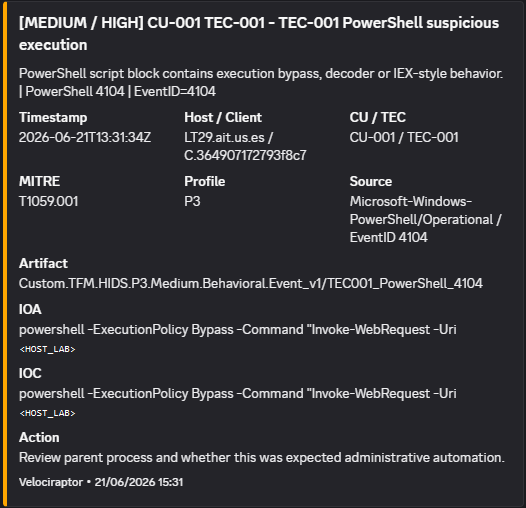 [MEDIUM / HIGH] CU-001 TEC-001 - TEC-001 PowerShell suspicious
execution
PowerShell script block contains execution bypass, decoder or IEX-style behavior.
| PowerShell 4104 | EventID=4104
Timestamp Host / Client CU / TEC
2026-06-21T13:31:34Z LT29.ait.us.es / CU-001 / TEC-001
C.364907172793f8c7
MITRE Profile Source
T1059.001 P3 Microsoft-Windows-
PowerShell/Operational /
EventID 4104
Artifact
Custom.TFM.HIDS.P3.Medium.Behavioral.Event_v1/TEC001_PowerShell_4104
IOA
powershell -ExecutionPolicy Bypass -Command "Invoke-WebRequest -Uri
<HOST_LAB>
IOC
powershell -ExecutionPolicy Bypass -Command "Invoke-WebRequest -Uri
<HOST_LAB>
Action
Review parent process and whether this was expected administrative automation.
Velociraptor • 21/06/2026 15:31